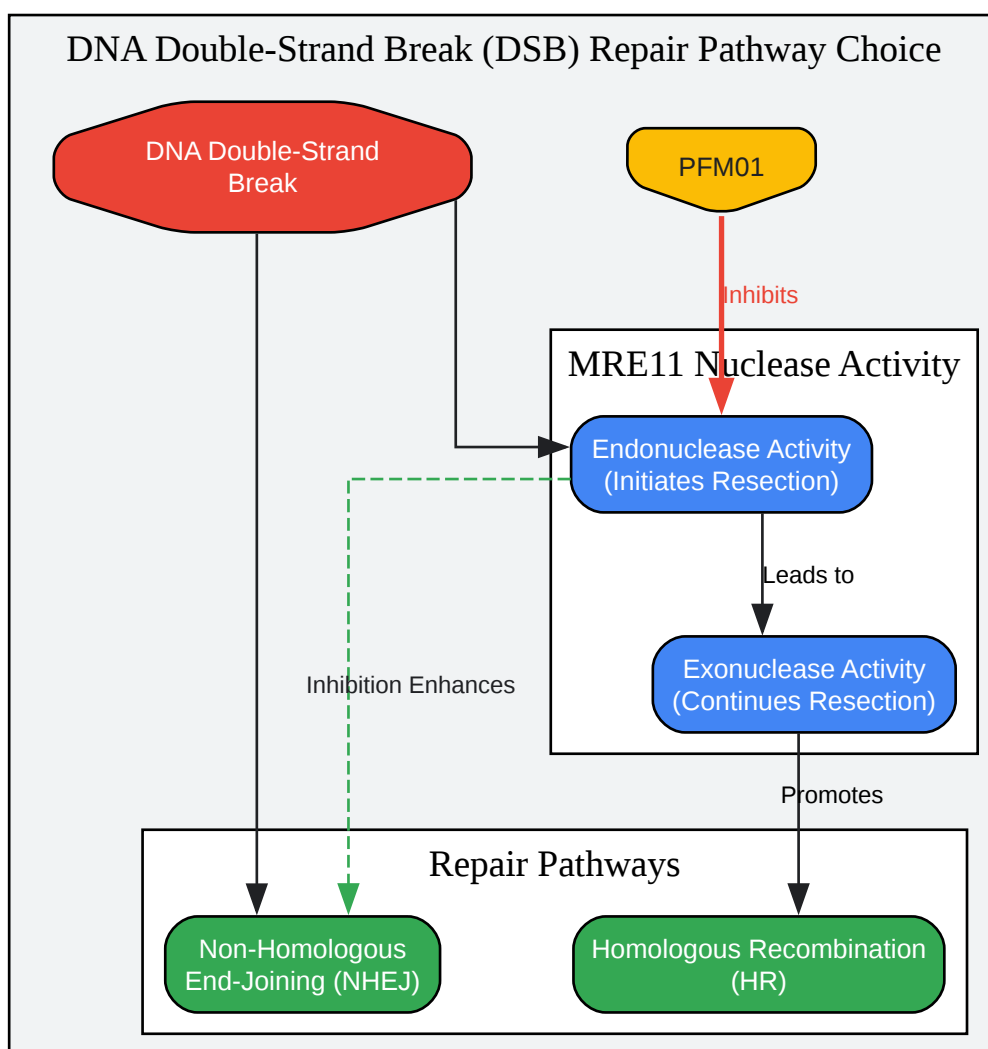 DNA Double-Strand Break (DSB) Repair Pathway Choice
DNA Double-Strand
Break
PFM01
Inhibits
MRE11 Nuclease Activity
Endonuclease Activity
(Initiates Resection)
Leads to
Exonuclease Activity
(Continues Resection)
Inhibition Enhances
Promotes
Repair Pathways
Non-Homologous
End-Joining (NHEJ)
Homologous Recombination
(HR)